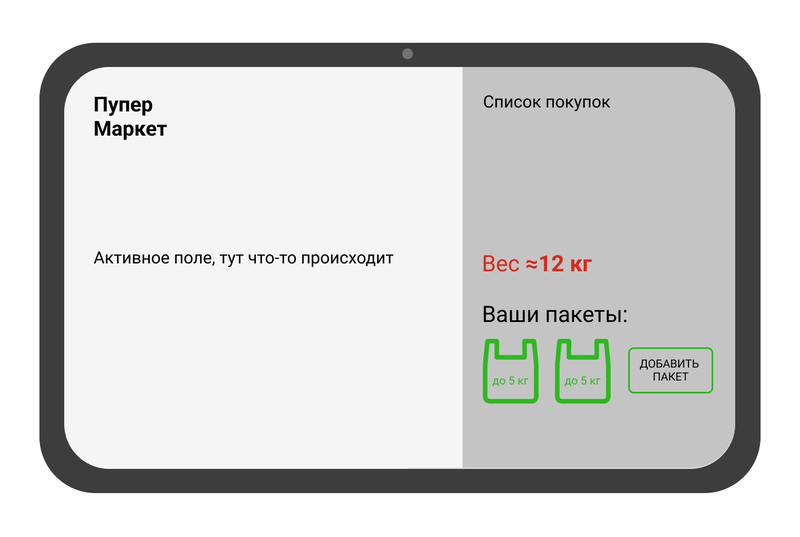 Пупер
Маркет
Активное поле, тут что-то происходит
Список покупок
Вес ≈12 кг
Ваши пакеты:
до 5 кг
до 5 кг
ДОБАВИТЬ
ПАКЕТ